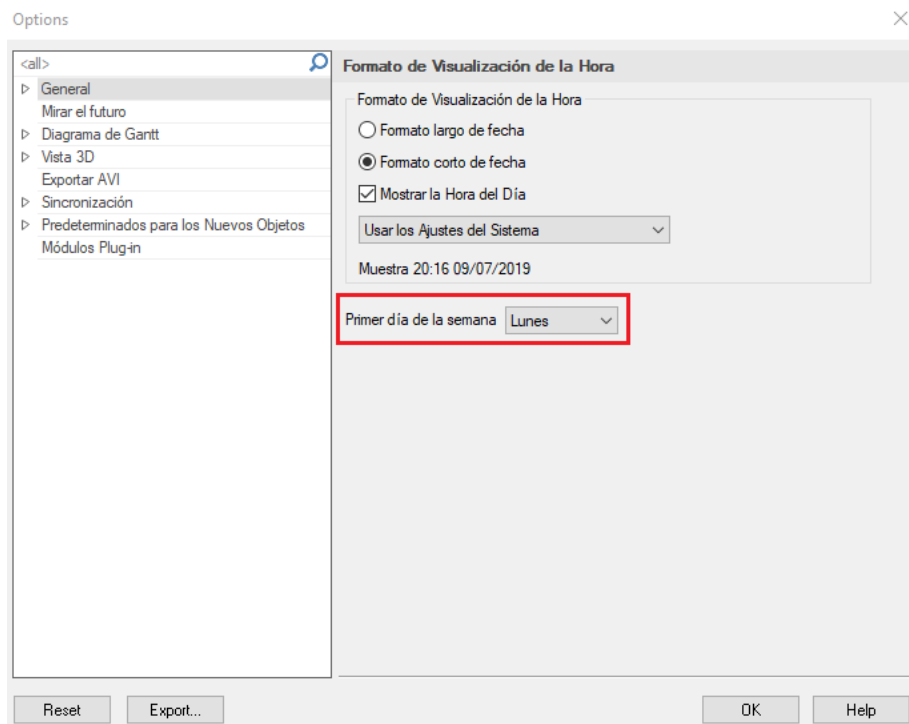 Options
<all>
General
Mirar el futuro
Diagrama de Gantt
Vista 3D
Exportar AVI
Sincronización
Predeterminados para los Nuevos Objetos
Módulos Plug-in
Formato de Visualización de la Hora
Formato de Visualización de la Hora
Formato largo de fecha
Formato corto de fecha
Mostrar la Hora del Día
Usar los Ajustes del Sistema
Muestra 20:16 09/07/2019
Primer día de la semana Lunes
Reset Export... OK Help